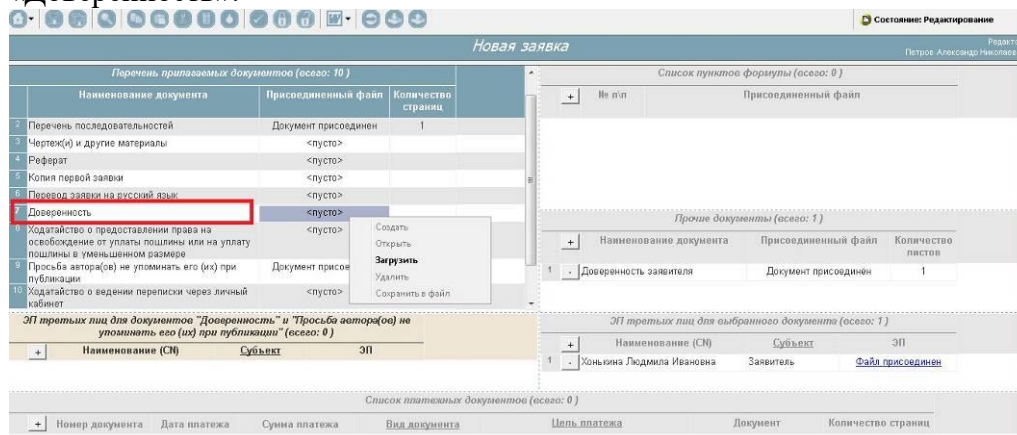 «Доверенность».
Состояние: Редактирование
Новая заявка
Петров Александр Николаев
Перечень прилагаемых документов (всего: 10 )
Наименование документа Присоединенный файл Количество страниц
2 Перечень последовательностей Документ присоединен 1
3 Чертеж(и) и другие материалы <пусто>
4 Реферат <пусто>
5 Копия первой заявки <пусто>
6 Перевод заявки на русский язык <пусто>
7 Доверенность <пусто>
8 Ходатайство о предоставлении права на <пусто>
освобождение от уплаты пошлины или на уплату
пошлины в уменьшенном размере
9 Просьба автора(ов) не упоминать его (их) при Документ присое
публикации
10 Ходатайство о ведении переписки через личный <пусто>
кабинет
Создать
Открыть
Загрузить
Удалить
Сохранить в файл
Список пунктов формулы (всего: 0 )
+ № п\п Присоединенный файл
Прочие документы (всего: 1 )
+ Наименование документа Присоединенный файл Количество листов
1 - Доверенность заявителя Документ присоединен 1
ЭП третьих лиц для документов "Доверенность" и "Просьба автора(ов) не
упоминать его (их) при публикации" (всего: 0 )
+ Наименование (CN) Субъект ЭП
ЭП третьих лиц для выбранного документа (всего: 1 )
+ Наименование (CN) Субъект ЭП
1 - Хонькина Людмила Ивановна Заявитель Файл присоединен
Список платежных документов (всего: 0 )
+ Номер документа Дата платежа Сумма платежа Вид документа Цель платежа Документ Количество страниц